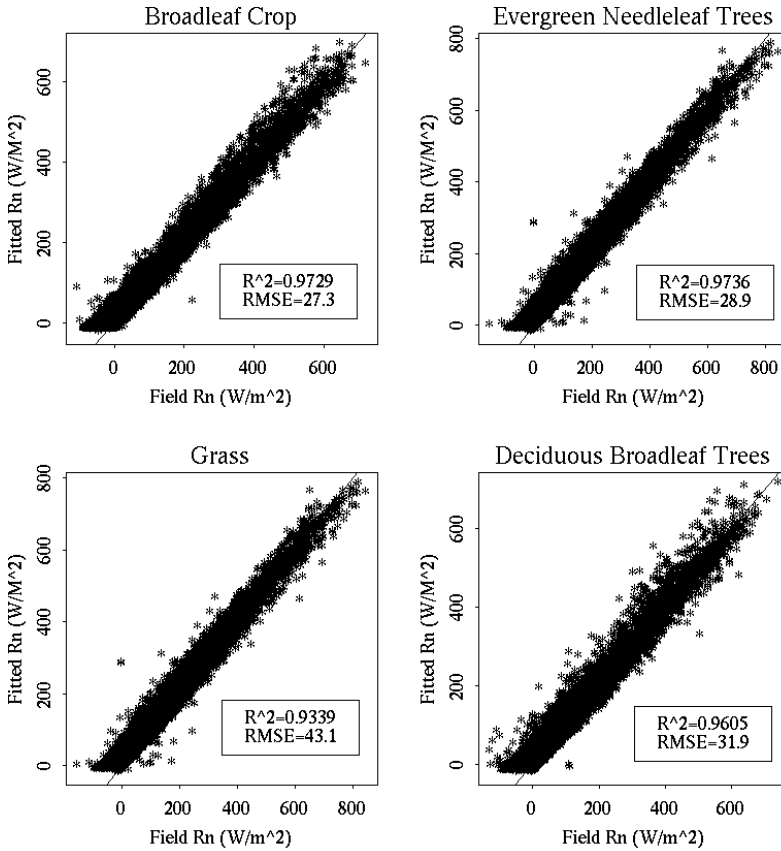 Broadleaf Crop
Fitted Rn (W/M^2)
600
400
200
0
R^2=0.9729
RMSE=27.3
0 200 400 600
Field Rn (W/m^2)
Evergreen Needleleaf Trees
Fitted Rn (W/M^2)
800
600
400
200
0
R^2=0.9736
RMSE=28.9
0 200 400 600 800
Field Rn (W/m^2)
Grass
Fitted Rn (W/M^2)
800
600
400
200
0
R^2=0.9339
RMSE=43.1
0 200 400 600 800
Field Rn (W/m^2)
Deciduous Broadleaf Trees
Fitted Rn (W/M^2)
600
400
200
0
R^2=0.9605
RMSE=31.9
0 200 400 600
Field Rn (W/m^2)